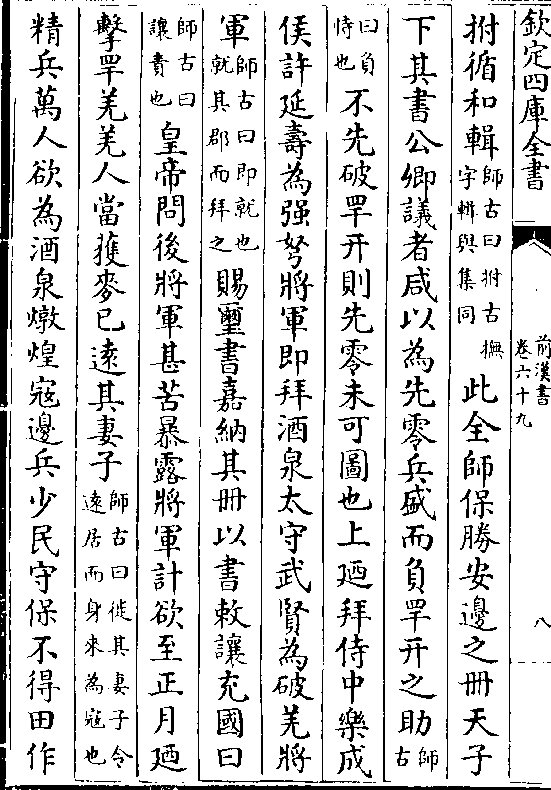 欽定四庫全書
前漢書
卷六十九
八
拊循和輯師古曰拊古撫字輯與集同此全師保勝安邊之冊天子
下其書公卿議者咸以為先零兵盛而負䍐幵之助師古
曰負恃也不先破䍐幵則先零未可圖也上廼拜侍中樂成
侯許延壽為强弩將軍即拜酒泉太守武賢為破羌將
軍師古曰即就也就其郡而拜之賜璽書嘉納其冊以書敕讓充國曰
師古曰讓責也皇帝問後將軍甚苦暴露將軍計欲至正月廼
擊䍐羌羌人當獲麥已逺其妻子師古曰徙其妻子令逺居而身來為寇也
精兵萬人欲為酒泉燉煌寇邊兵少民守保不得田作